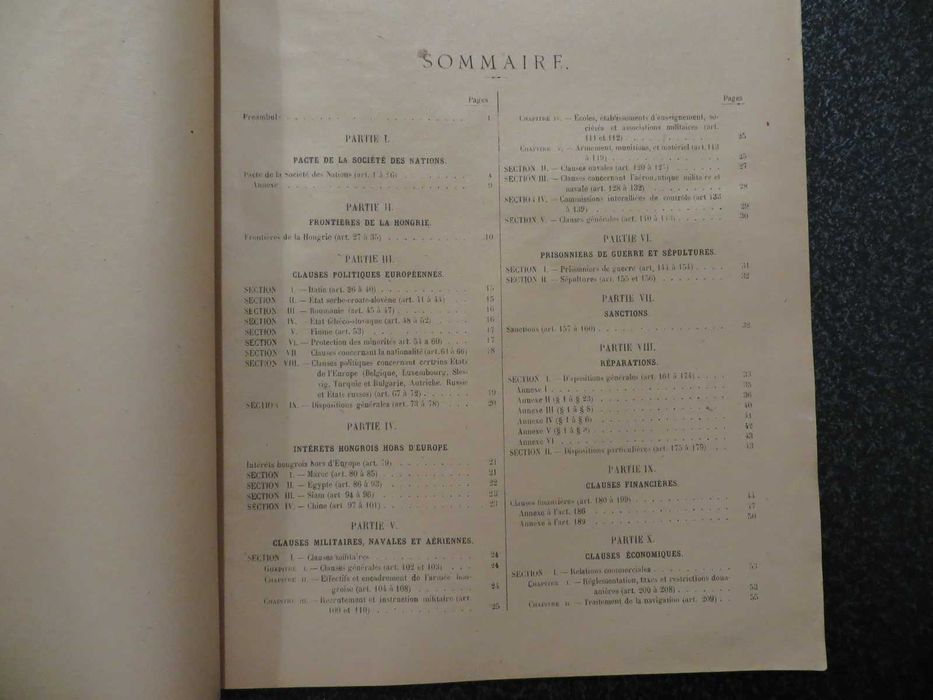 SOMMAIRE.
Pages
Préambule . . . . . . . . . . . . . . . . . . . . 1
PARTIE I.
PACTE DE LA SOCIÉTÉ DES NATIONS.
Pacte de la Société des Nations (art. 1 à 26) . . . . . . . 4
Annexe . . . . . . . . . . . . . . . . . . . 9
PARTIE II.
FRONTIÈRES DE LA HONGRIE.
Frontières de la Hongrie (art. 27 à 35) . . . . . . . . . 10
PARTIE III.
CLAUSES POLITIQUES EUROPÉENNES.
SECTION I. — Italie (art. 36 à 40) . . . . . . . . . . 15
SECTION II. — État serbe-croate-slovène (art. 41 à 44) . . . . 15
SECTION III. — Roumanie (art. 45 à 47) . . . . . . . . 16
SECTION IV. — État tchéco-slovaque (art. 48 à 52) . . . . . 16
SECTION V. — Fiume (art. 53) . . . . . . . . . . . 17
SECTION VI. — Protection des minorités (art. 54 à 60) . . . . 17
SECTION VII. Clauses concernant la nationalité (art. 61 à 66) 18
SECTION VIII. — Clauses politiques concernant certains États
de l'Europe (Belgique, Luxembourg, Sles-
vig, Turquie et Bulgarie, Autriche, Russie
et États russes) (art. 67 à 72) . . . . . . . 19
SECTION IX. — Dispositions générales (art. 73 à 78) . . . . 20
PARTIE IV.
INTÉRÊTS HONGROIS HORS D'EUROPE
Intérêts hongrois hors d'Europe (art. 79) . . . . . . . . 21
SECTION I. — Maroc (art. 80 à 85) . . . . . . . . . . 21
SECTION II. — Égypte (art. 86 à 93) . . . . . . . . . 22
SECTION III. — Siam (art 94 à 96) . . . . . . . . . . 23
SECTION IV. — Chine (art. 97 à 101) . . . . . . . . . 23
PARTIE V.
CLAUSES MILITAIRES, NAVALES ET AÉRIENNES.
SECTION I. — Clauses militaires . . . . . . . . . . . 24
CHAPITRE I. — Clauses générales (art. 102 et 103) . . . . 24
CHAPITRE II. — Effectifs et encadrement de l'armée hon-
groise (art. 104 à 108) . . . . . . . 24
CHAPITRE III. — Recrutement et instruction militaire (art.
109 et 110) . . . . . . . . . . 25
Pages
CHAPITRE IV. — Écoles, établissements d'enseignement, so-
ciétés et associations militaires (art.
111 et 112) . . . . . . . . . . 25
CHAPITRE V. — Armement, munitions, et matériel (art. 113
à 119) . . . . . . . . . . . . 25
SECTION II. — Clauses navales (art. 120 à 127) . . . . . . 27
SECTION III. — Clauses concernant l'aéronautique militaire et
navale (art. 128 à 132) . . . . . . . . 28
SECTION IV. — Commissions interalliées de contrôle (art 133
à 139) . . . . . . . . . . . . 29
SECTION V. — Clauses générales (art. 140 à 143) . . . . . 30
PARTIE VI.
PRISONNIERS DE GUERRE ET SÉPULTURES.
SECTION I. — Prisonniers de guerre (art. 144 à 154) . . . . 31
SECTION II. — Sépultures (art. 155 et 156) . . . . . . . . 32
PARTIE VII.
SANCTIONS.
Sanctions (art. 157 à 160) . . . . . . . . . . . . 32
PARTIE VIII.
RÉPARATIONS.
SECTION I. — Dispositions générales (art. 161 à 174) . . . . 33
Annexe I . . . . . . . . . . . . . . . . . . 35
Annexe II (§ 1 à § 23) . . . . . . . . . . . . . 36
Annexe III (§ 1 à § 8) . . . . . . . . . . . . . 40
Annexe IV (§ 1 à § 6) . . . . . . . . . . . . . 41
Annexe V (§ 1 à § 8) . . . . . . . . . . . . . 42
Annexe VI . . . . . . . . . . . . . . . . . 43
SECTION II. — Dispositions particulières (art. 175 à 179) . . . 43
PARTIE IX.
CLAUSES FINANCIÈRES.
Clauses financières (art. 180 à 199) . . . . . . . . . 44
Annexe à l'art. 186 . . . . . . . . . . . . . . 47
Annexe à l'art. 189 . . . . . . . . . . . . . . 50
PARTIE X.
CLAUSES ÉCONOMIQUES.
SECTION I. — Relations commerciales . . . . . . . . . 53
CHAPITRE I. — Réglementation, taxes et restrictions doua-
anières (art. 200 à 208) . . . . . . . 53
CHAPITRE II. — Traitement de la navigation (art. 209) . . 55